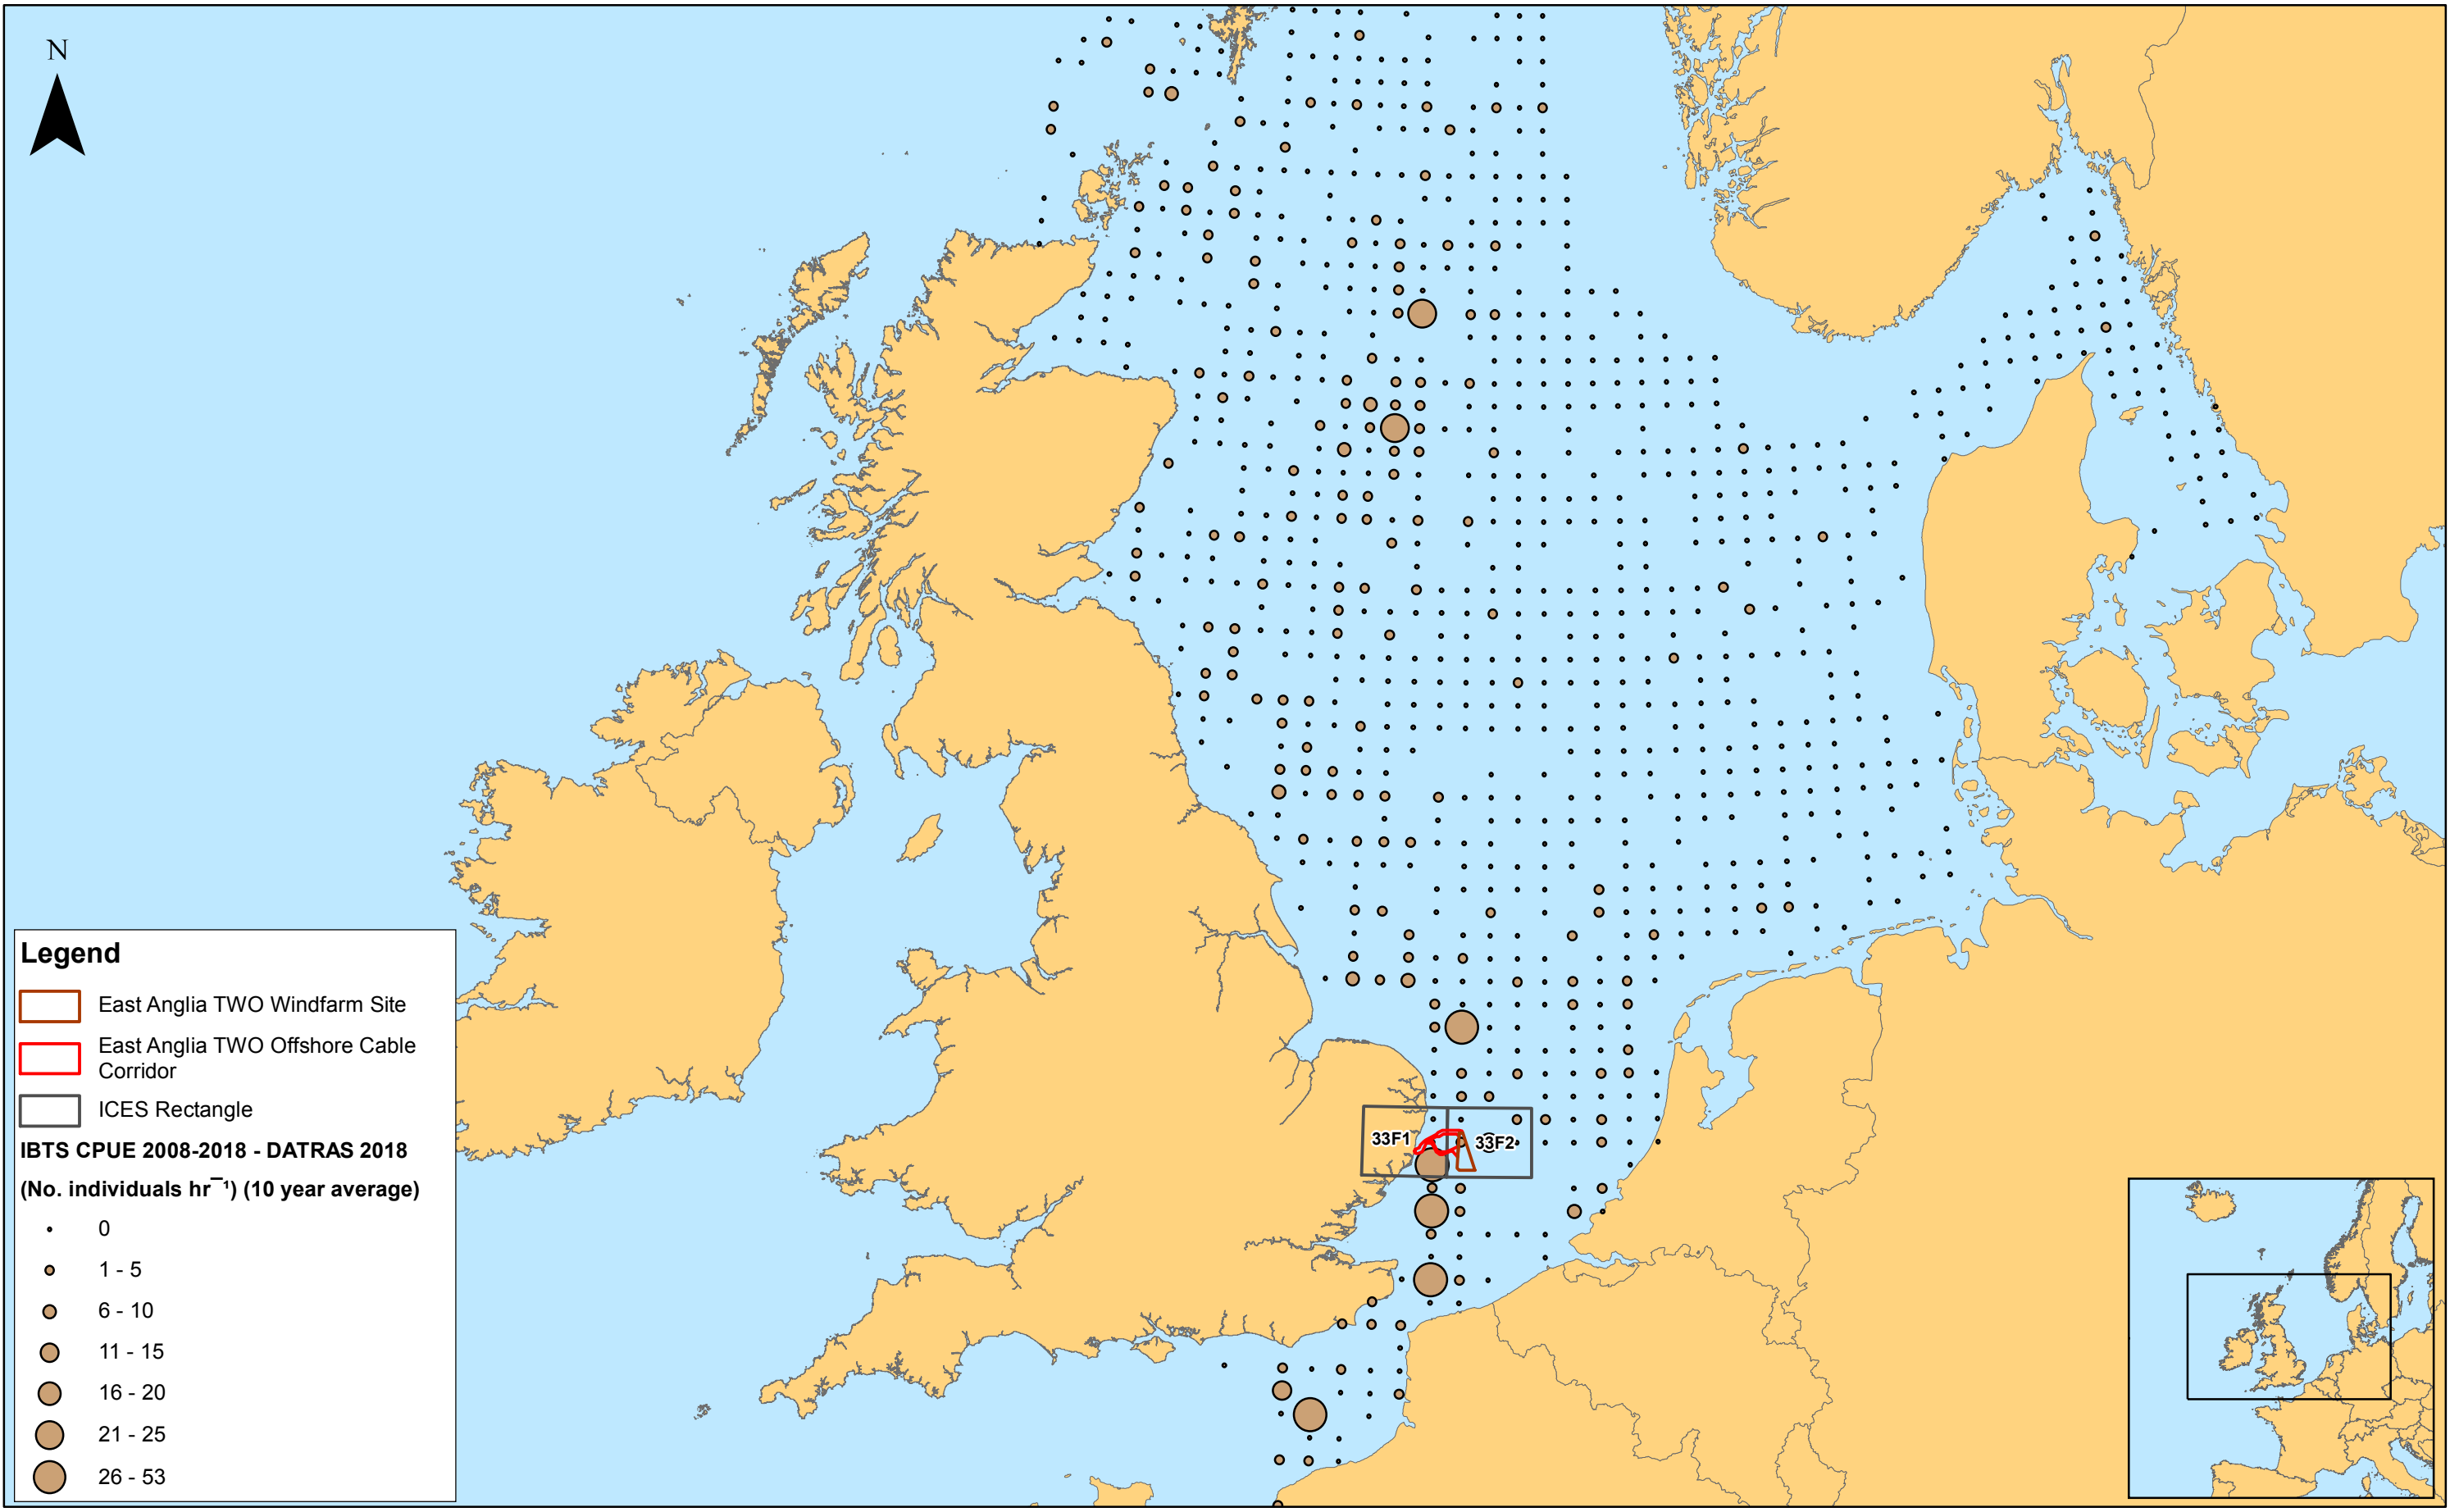 N
33F1
33F2
Legend
East Anglia TWO Windfarm Site
East Anglia TWO Offshore Cable
Corridor
ICES Rectangle
IBTS CPUE 2008-2018 - DATRAS 2018
(No. individuals hr⁻¹) (10 year average)
0
1 - 5
6 - 10
11 - 15
16 - 20
21 - 25
26 - 53